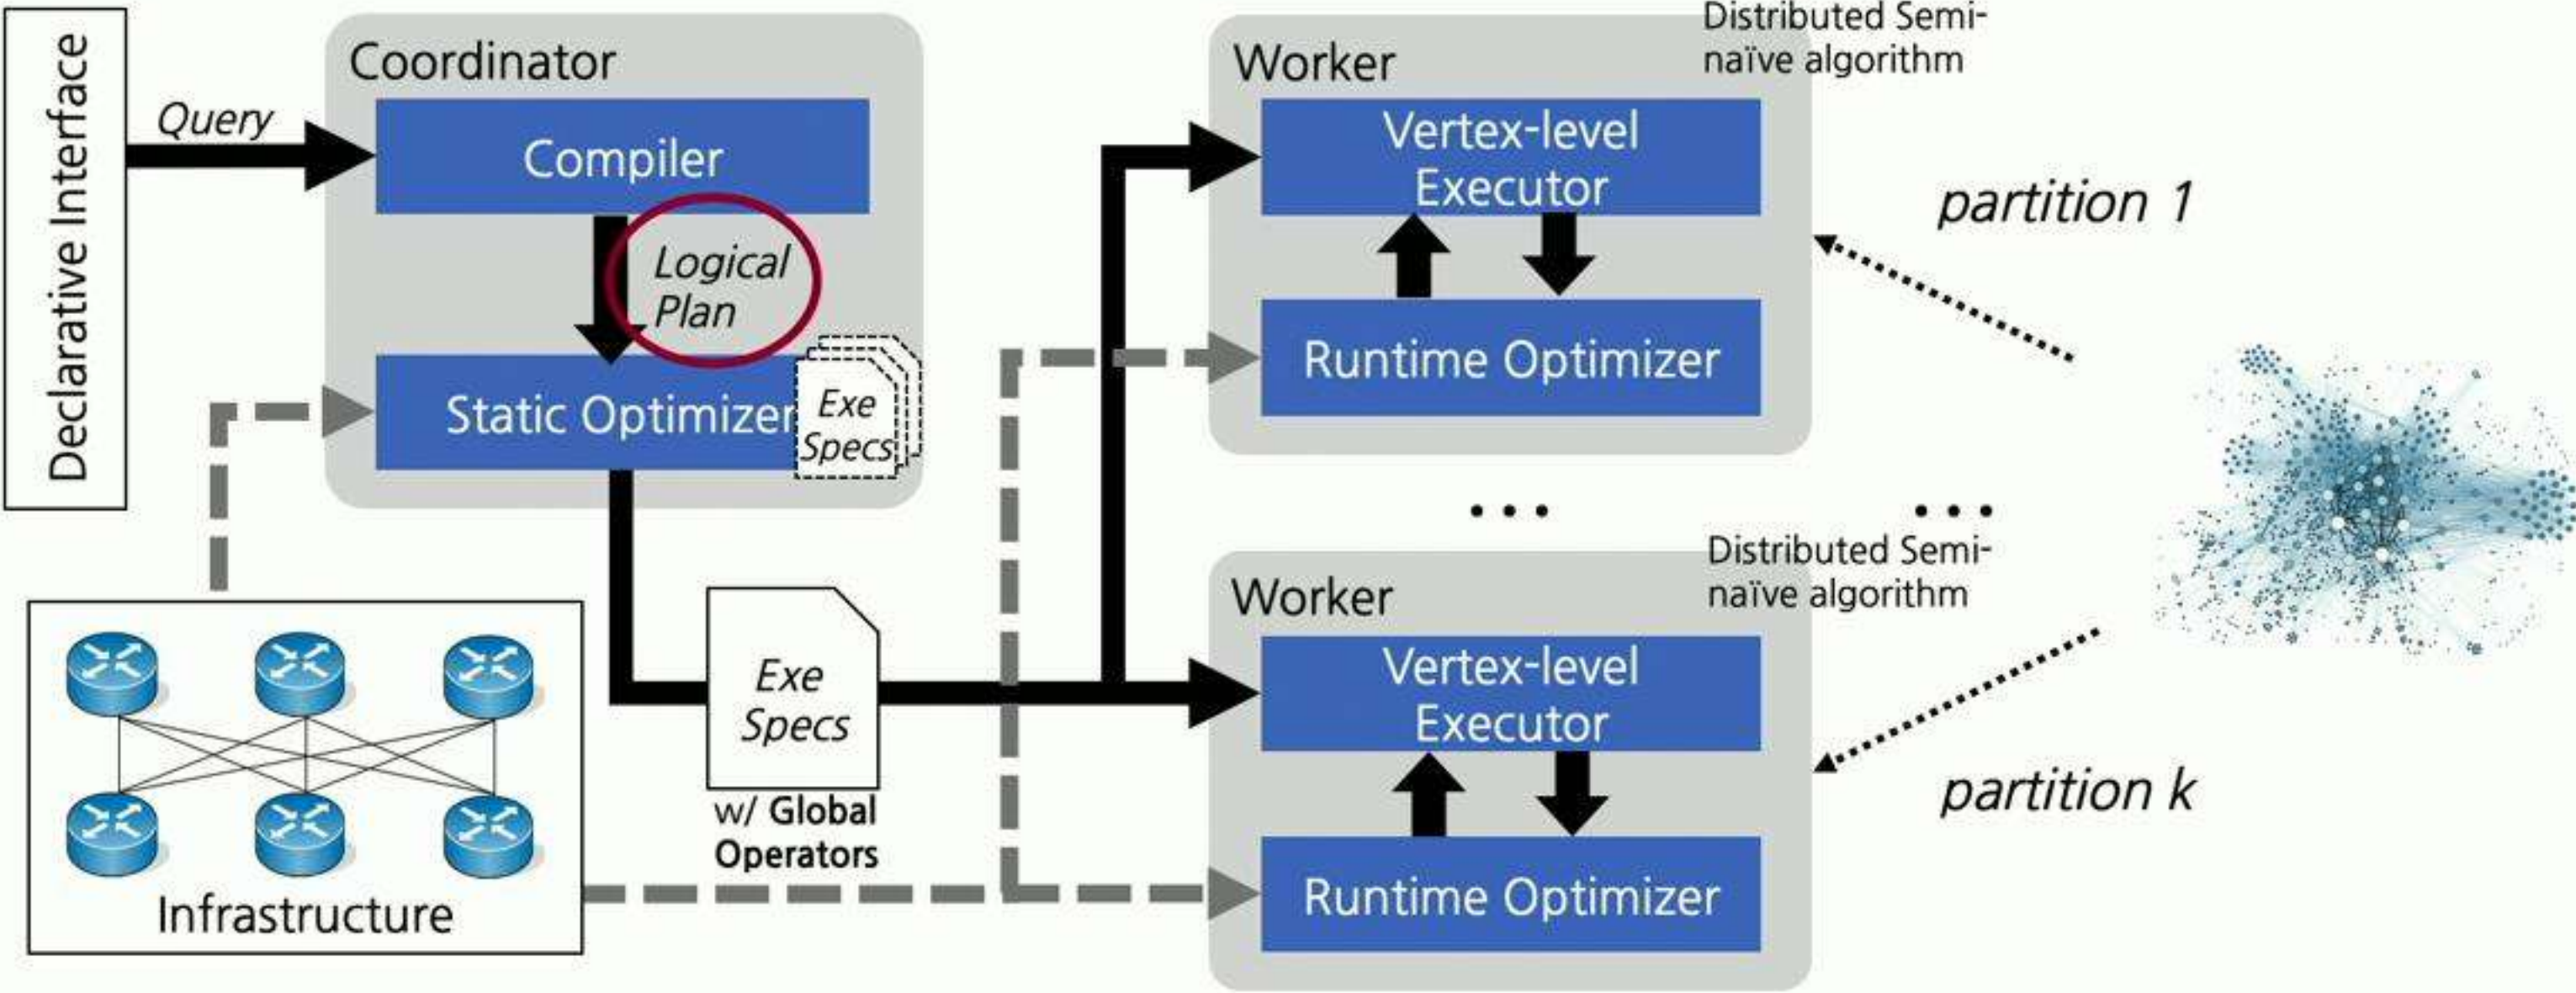 Declarative Interface
Query
Coordinator
Compiler
Logical
Plan
Static Optimizer
Exe
Specs
Infrastructure
Exe
Specs
w/ Global
Operators
Worker
Distributed Semi-
naïve algorithm
Vertex-level
Executor
Runtime Optimizer
partition 1
...
...
Worker
Distributed Semi-
naïve algorithm
Vertex-level
Executor
Runtime Optimizer
partition k